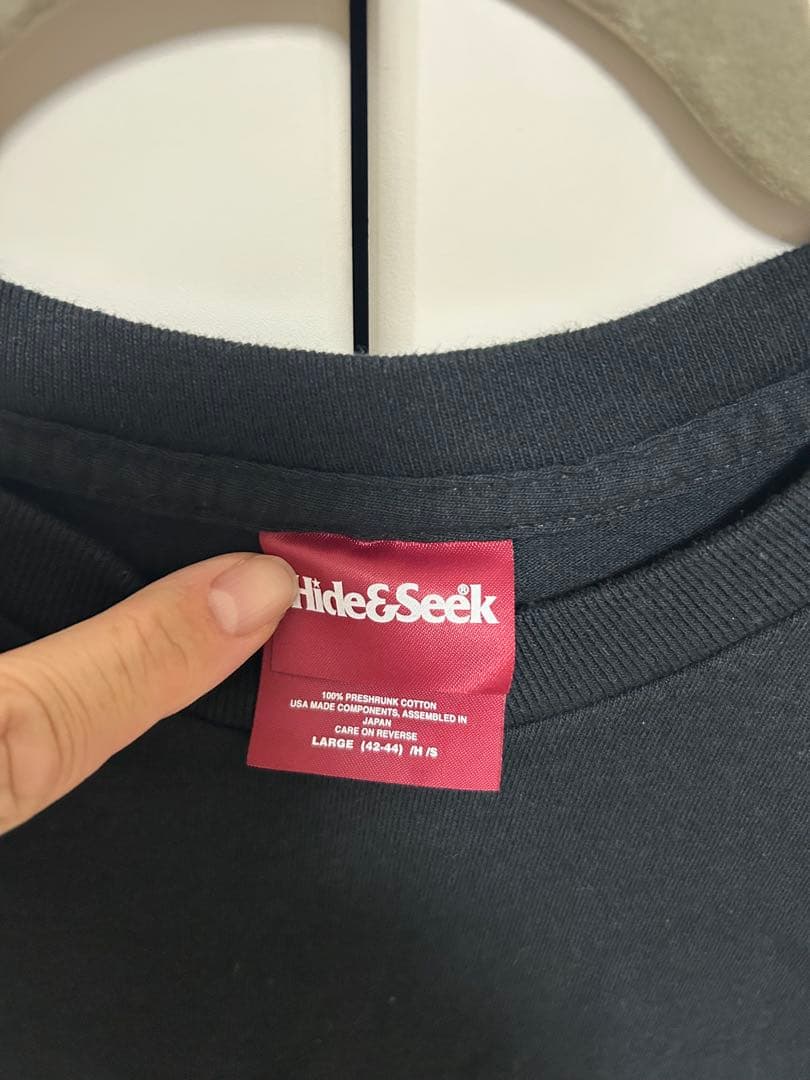 Hide&Seek®
100% PRESHRUNK COTTON
USA MADE COMPONENTS, ASSEMBLED IN
JAPAN
CARE ON REVERSE
LARGE (42-44) /H /S